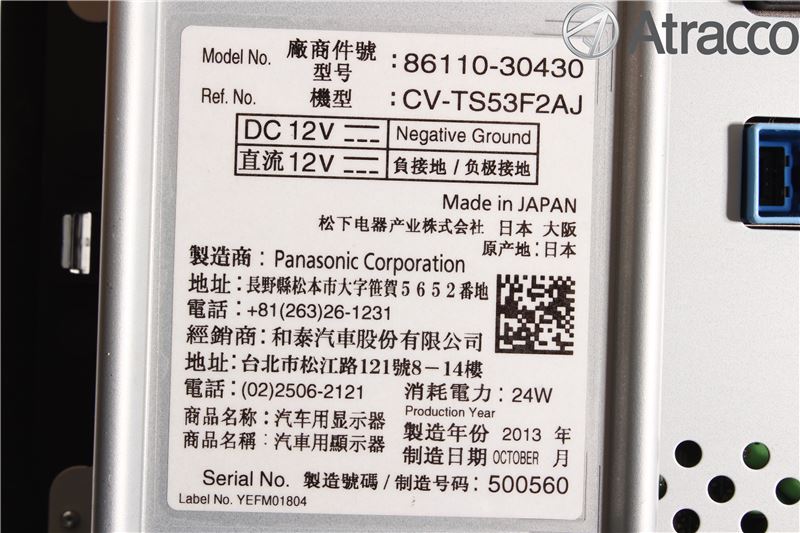 Atracco
Model No. 廠商件號 型号 :86110-30430
Ref. No. 機型 :CV-TS53F2AJ
DC 12V Negative Ground
直流 12V 負接地 / 负极接地
Made in JAPAN
松下电器产业株式会社 日本 大阪
原产地:日本
製造商: Panasonic Corporation
地址:長野縣松本市大字笹賀5652番地
電話:+81(263)26-1231
經銷商:和泰汽車股份有限公司
地址:台北市松江路121號8-14樓
電話:(02)2506-2121 消耗電力:24W
Production Year
商品名称:汽车用显示器 製造年份 2013 年
商品名稱:汽車用顯示器 制造日期 OCTOBER 月
Serial No. 製造號碼/制造号码:500560
Label No. YEFM01804